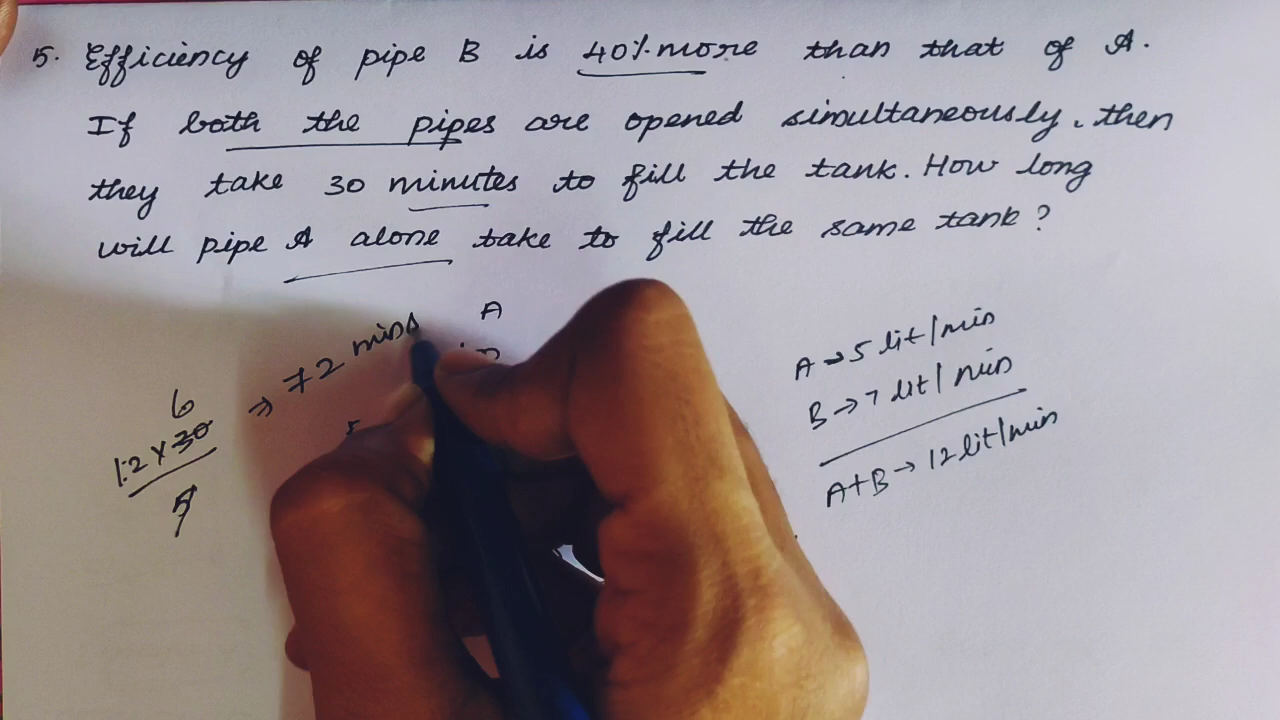 5. Efficiency of pipe B is 40% more than that of A.
If both the pipes are opened simultaneously, then
they take 30 minutes to fill the tank. How long
will pipe A alone take to fill the same tank?
A
6
12 x 30
5
⇒ 72 mins
A → 5 lit/min
B → 7 lit/min
A+B → 12 lit/min